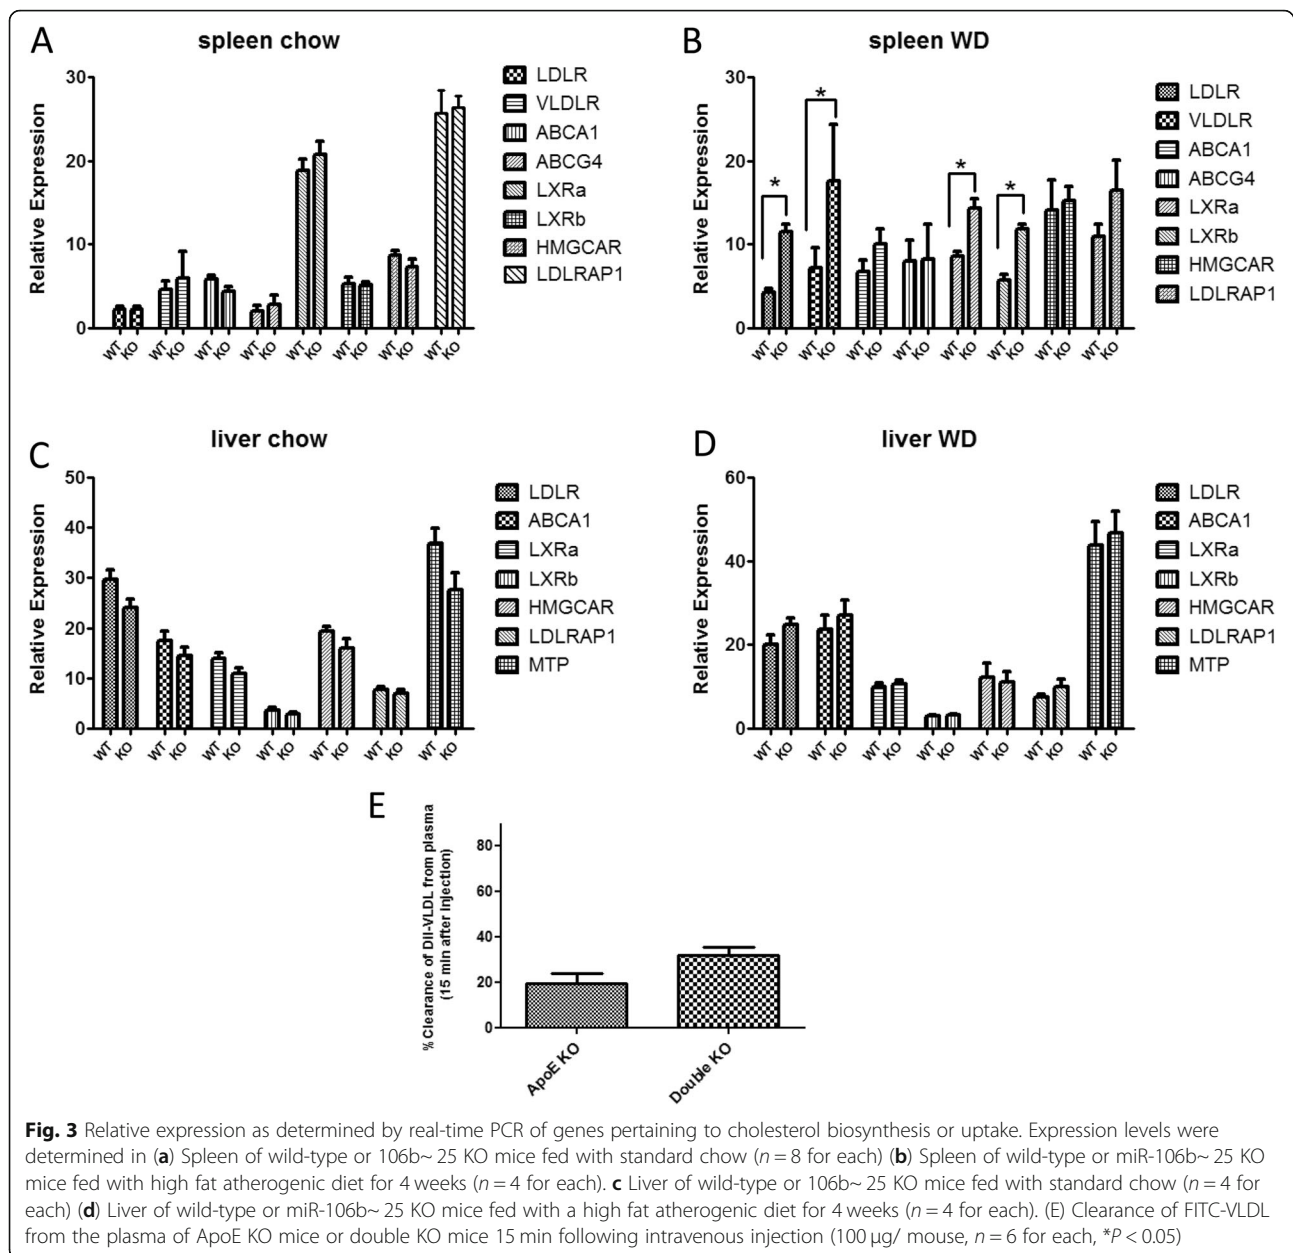 A
spleen chow
Relative Expression
30
20
10
0
WT KO WT KO WT KO WT KO WT KO WT KO WT KO WT KO
LDLR
VLDLR
ABCA1
ABCG4
LXRa
LXRb
HMGCAR
LDLRAP1
B
spleen WD
Relative Expression
30
20
10
0
* * * *
WT KO WT KO WT KO WT KO WT KO WT KO WT KO WT KO
LDLR
VLDLR
ABCA1
ABCG4
LXRa
LXRb
HMGCAR
LDLRAP1
C
liver chow
Relative Expression
50
40
30
20
10
0
WT KO WT KO WT KO WT KO WT KO WT KO WT KO
LDLR
ABCA1
LXRa
LXRb
HMGCAR
LDLRAP1
MTP
D
liver WD
Relative Expression
60
40
20
0
WT KO WT KO WT KO WT KO WT KO WT KO WT KO
LDLR
ABCA1
LXRa
LXRb
HMGCAR
LDLRAP1
MTP
E
% Clearance of DiI-VLDL from plasma
(15 min after Injection)
80
60
40
20
0
ApoE KO
Double KO
Fig. 3 Relative expression as determined by real-time PCR of genes pertaining to cholesterol biosynthesis or uptake. Expression levels were
determined in (a) Spleen of wild-type or 106b~ 25 KO mice fed with standard chow (n = 8 for each) (b) Spleen of wild-type or miR-106b~ 25 KO
mice fed with high fat atherogenic diet for 4 weeks (n = 4 for each). c Liver of wild-type or 106b~ 25 KO mice fed with standard chow (n = 4 for
each) (d) Liver of wild-type or miR-106b~ 25 KO mice fed with a high fat atherogenic diet for 4 weeks (n = 4 for each). (E) Clearance of FITC-VLDL
from the plasma of ApoE KO mice or double KO mice 15 min following intravenous injection (100 μg/ mouse, n = 6 for each, *P < 0.05)